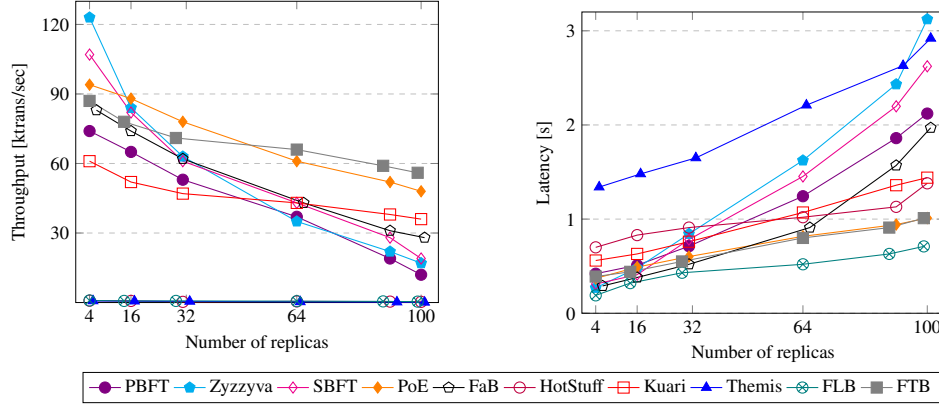 120
90
60
30
4 16 32 64 100
Number of replicas
Throughput [ktrans/sec]
3
2
1
0
4 16 32 64 100
Number of replicas
Latency [s]
PBFT Zyzzyva SBFT PoE FaB HotStuff Kuari Themis FLB FTB